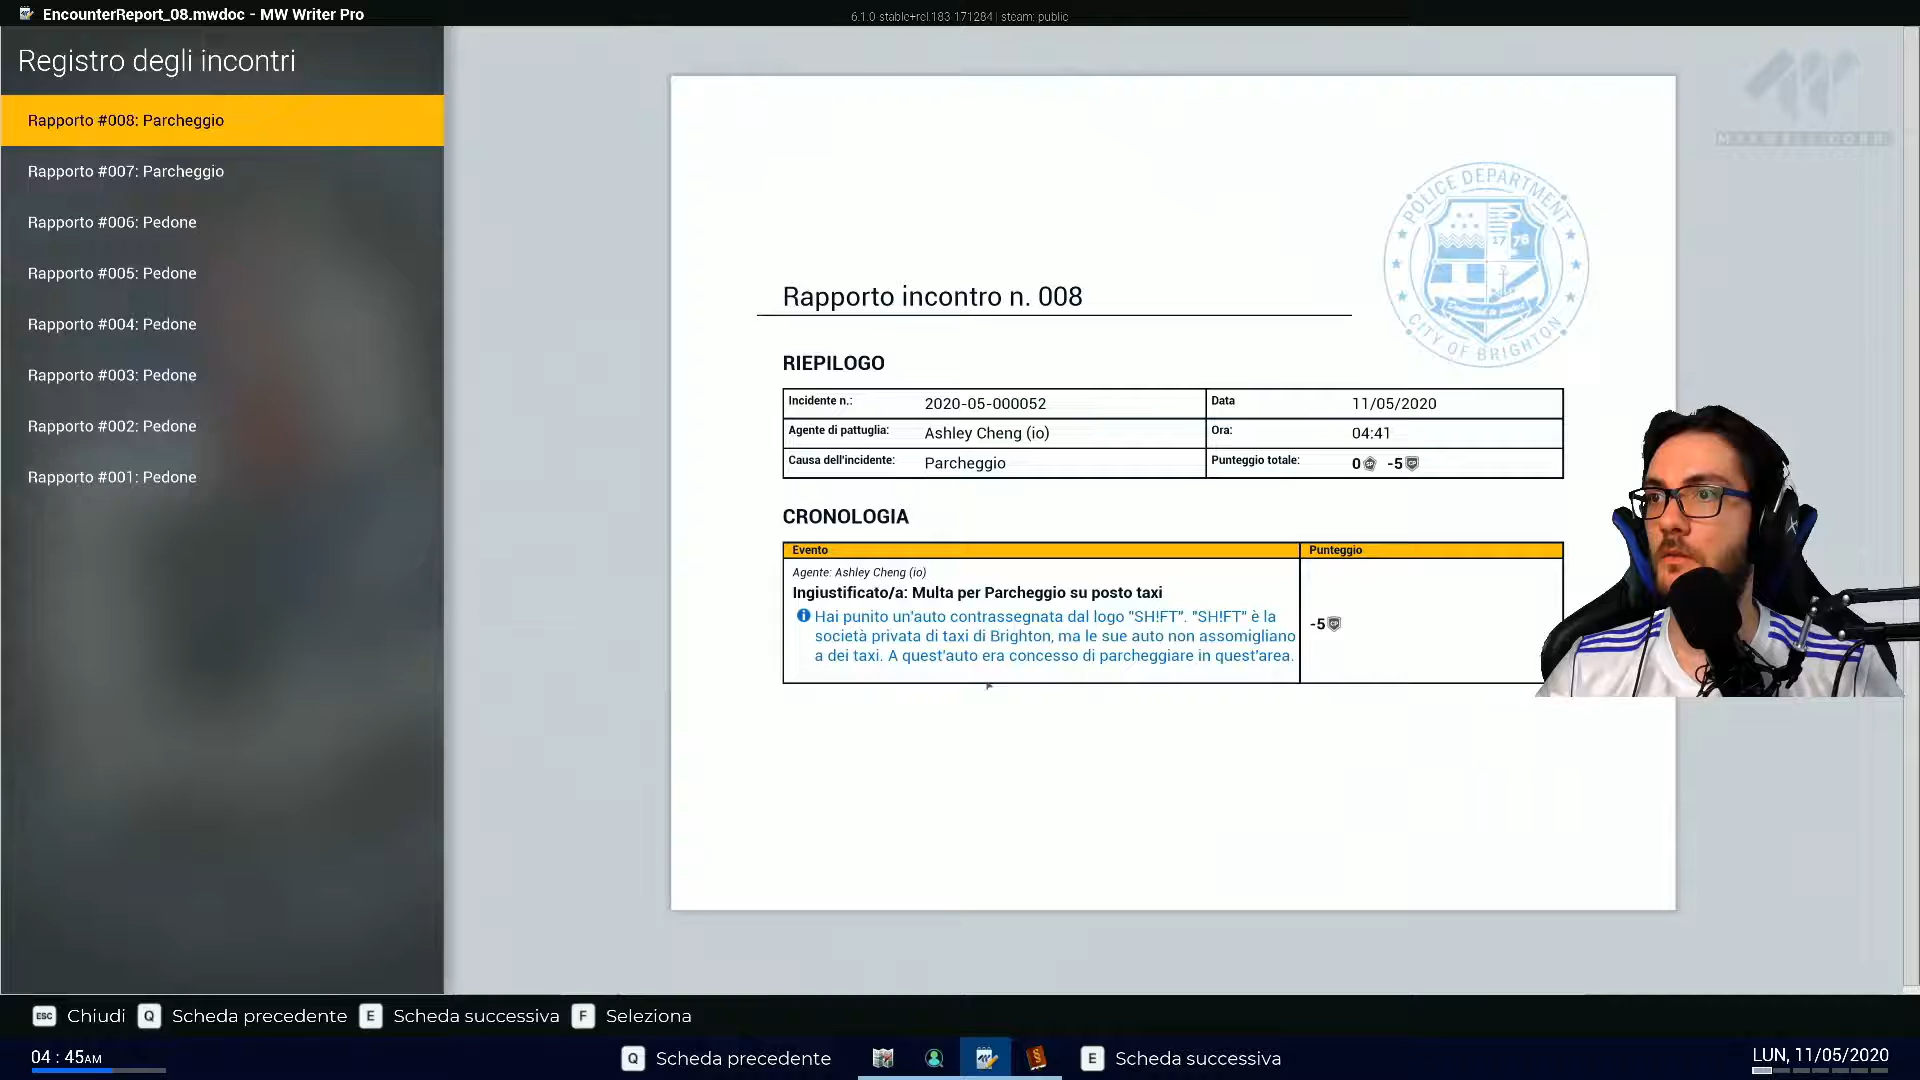 EncounterReport_08.mwdoc - MW Writer Pro
6.1.0 stable+rel.183 171284 | steam: public
Registro degli incontri
Rapporto #008: Parcheggio
Rapporto #007: Parcheggio
Rapporto #006: Pedone
Rapporto #005: Pedone
Rapporto #004: Pedone
Rapporto #003: Pedone
Rapporto #002: Pedone
Rapporto #001: Pedone
POLICE DEPARTMENT
17 76
CITY OF BRIGHTON
Rapporto incontro n. 008
RIEPILOGO
Incidente n.: 2020-05-000052 Data 11/05/2020
Agente di pattuglia: Ashley Cheng (io) Ora: 04:41
Causa dell'incidente: Parcheggio Punteggio totale: 0 -5
CRONOLOGIA
Evento Punteggio
Agente: Ashley Cheng (io)
Ingiustificato/a: Multa per Parcheggio su posto taxi
Hai punito un'auto contrassegnata dal logo "SH!FT". "SH!FT" è la
società privata di taxi di Brighton, ma le sue auto non assomigliano
a dei taxi. A quest'auto era concesso di parcheggiare in quest'area.
-5
ESC Chiudi Q Scheda precedente E Scheda successiva F Seleziona
04 : 45AM
Q Scheda precedente E Scheda successiva
LUN, 11/05/2020